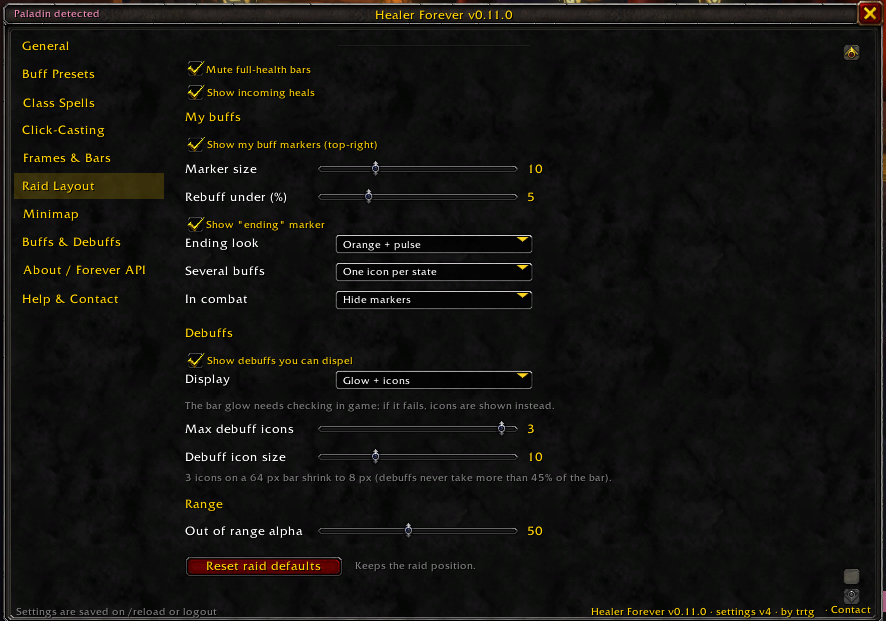 Paladin detected
Healer Forever v0.11.0
General
Buff Presets
Class Spells
Click-Casting
Frames & Bars
Raid Layout
Minimap
Buffs & Debuffs
About / Forever API
Help & Contact
Mute full-health bars
Show incoming heals
My buffs
Show my buff markers (top-right)
Marker size 10
Rebuff under (%) 5
Show "ending" marker
Ending look Orange + pulse
Several buffs One icon per state
In combat Hide markers
Debuffs
Show debuffs you can dispel
Display Glow + icons
The bar glow needs checking in game; if it fails, icons are shown instead.
Max debuff icons 3
Debuff icon size 10
3 icons on a 64 px bar shrink to 8 px (debuffs never take more than 45% of the bar).
Range
Out of range alpha 50
Reset raid defaults Keeps the raid position.
Settings are saved on /reload or logout
Healer Forever v0.11.0 · settings v4 · by trtg · Contact